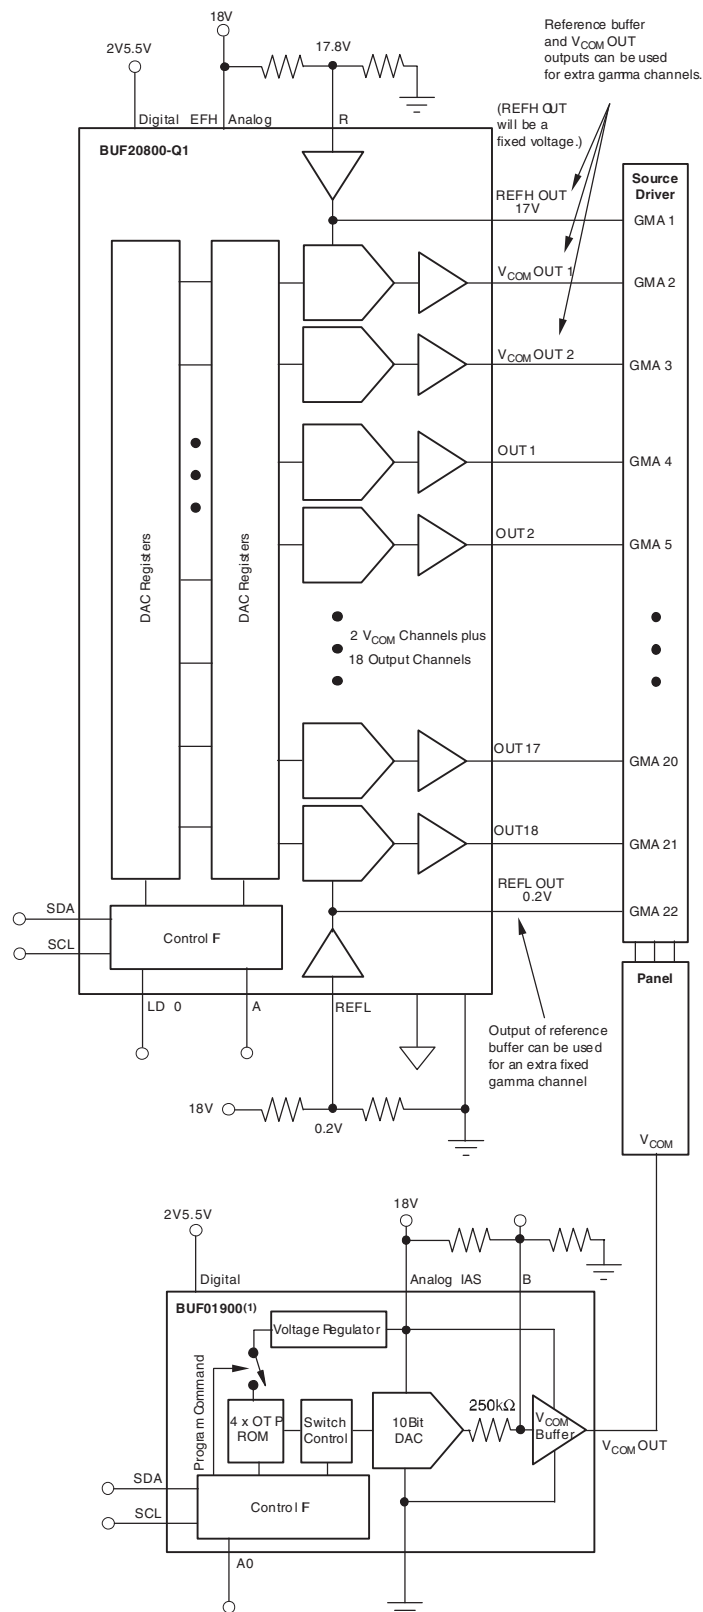 18V
Reference buffer
and VCOM OUT
outputs can be used
for extra gamma channels.
2V5.5V
17.8V
Digital EFH Analog R
(REFH OUT
will be a
fixed voltage.)
BUF20800-Q1
Source
Driver
REFH OUT
17V
GMA 1
VCOM OUT 1
GMA 2
VCOM OUT 2
GMA 3
OUT 1
GMA 4
OUT 2
GMA 5
DAC Registers
DAC Registers
2 VCOM Channels plus
18 Output Channels
OUT 17
GMA 20
OUT18
GMA 21
REFL OUT
0.2V
GMA 22
SDA
SCL
Control F
Panel
LD 0 A REFL
Output of reference
buffer can be used
for an extra fixed
gamma channel
18V
0.2V
VCOM
2V5.5V
18V
Digital
Analog IAS B
BUF01900(1)
Voltage Regulator
Program Command
4 x OT P
ROM
Switch
Control
10Bit
DAC
250kΩ
VCOM
Buffer
VCOM OUT
SDA
SCL
Control F
A0